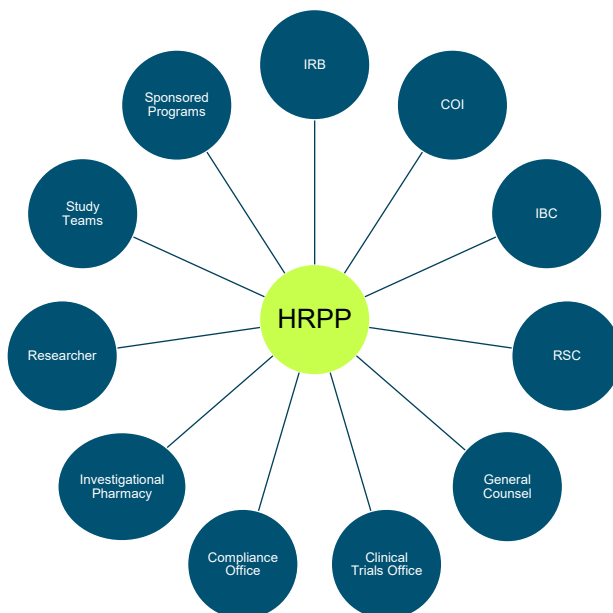 IRB
COI
IBC
RSC
General
Counsel
Clinical
Trials Office
Compliance
Office
Investigational
Pharmacy
Researcher
Study
Teams
Sponsored
Programs
HRPP